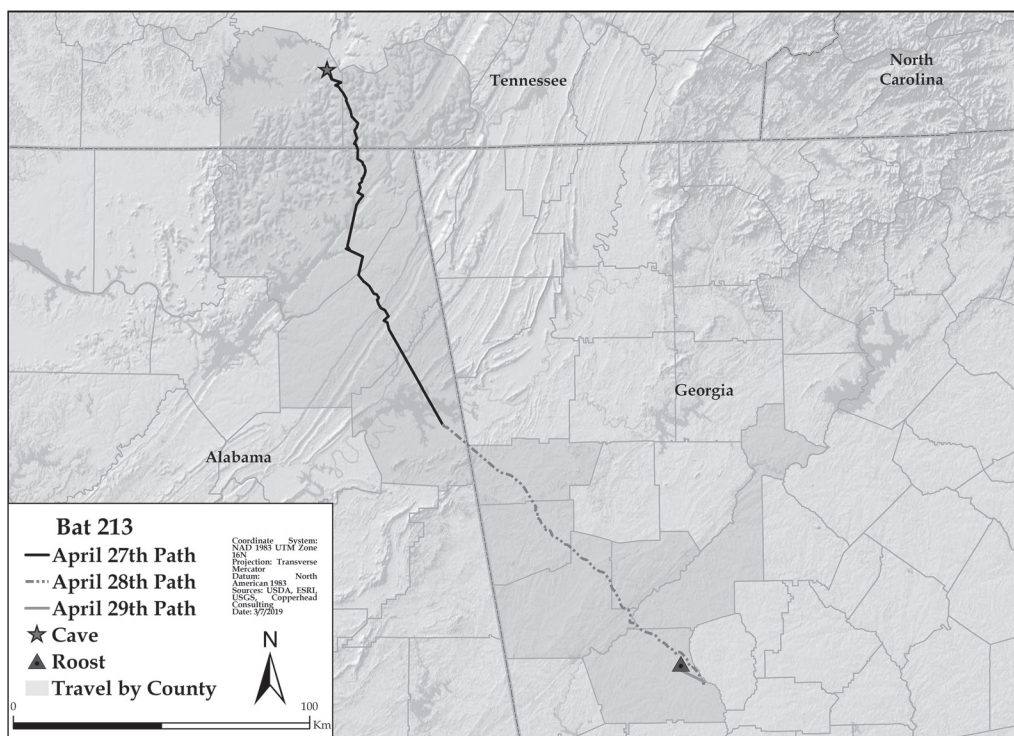 Tennessee
North
Carolina
Georgia
Alabama
Bat 213
April 27th Path
April 28th Path
April 29th Path
Cave
Roost
Travel by County
Coordinate System:
NAD 1983 UTM Zone
16N
Projection: Transverse
Mercator
Datum: North
American 1983
Sources: USDA, ESRI,
USGS, Copperhead
Consulting
Date: 3/7/2019
N
0 100
Km